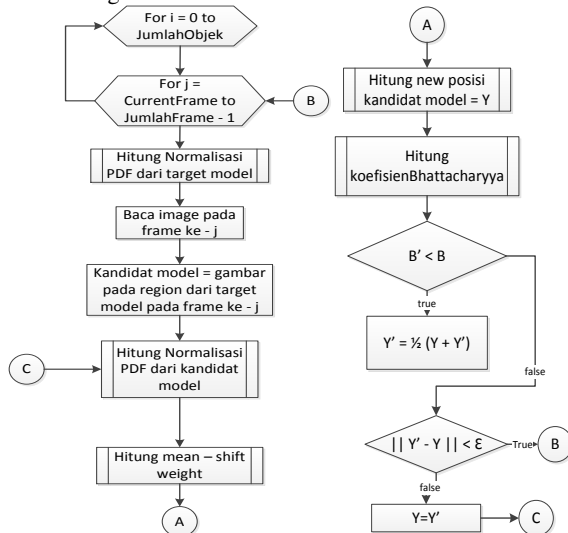 For i = 0 to
JumlahObjek
For j =
CurrentFrame to
JumlahFrame - 1
B
Hitung Normalisasi
PDF dari target model
Baca image pada
frame ke - j
Kandidat model = gambar
pada region dari target
model pada frame ke - j
C
Hitung Normalisasi
PDF dari kandidat
model
Hitung mean – shift
weight
A
A
Hitung new posisi
kandidat model = Y
Hitung
koefisienBhattacharyya
B' < B
true
Y' = ½ (Y + Y')
false
|| Y' - Y || < Ɛ
True
B
false
Y=Y'
C